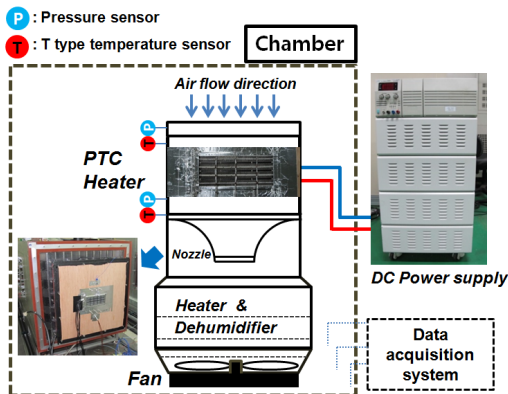 P : Pressure sensor
T : T type temperature sensor
Chamber
Air flow direction
P
T
PTC
Heater
P
T
Nozzle
DC Power supply
Heater &
Dehumidifier
Data
acquisition
system
Fan